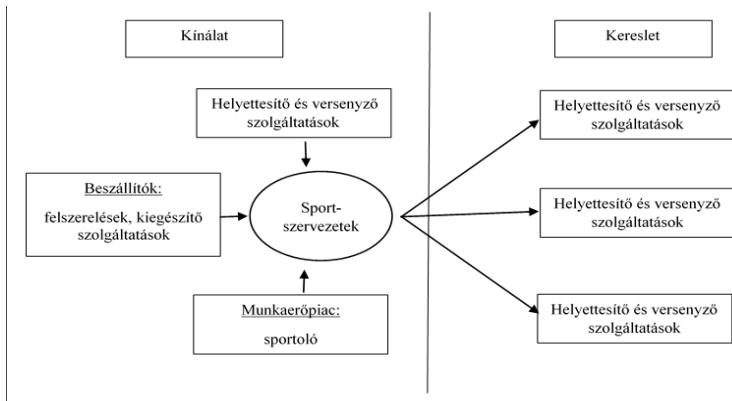 Kínálat
Kereslet
Helyettesítő és versenyző
szolgáltatások
Beszállítók:
felszerelések, kiegészítő
szolgáltatások
Sport-
szervezetek
Munkaerőpiac:
sportoló
Helyettesítő és versenyző
szolgáltatások
Helyettesítő és versenyző
szolgáltatások
Helyettesítő és versenyző
szolgáltatások